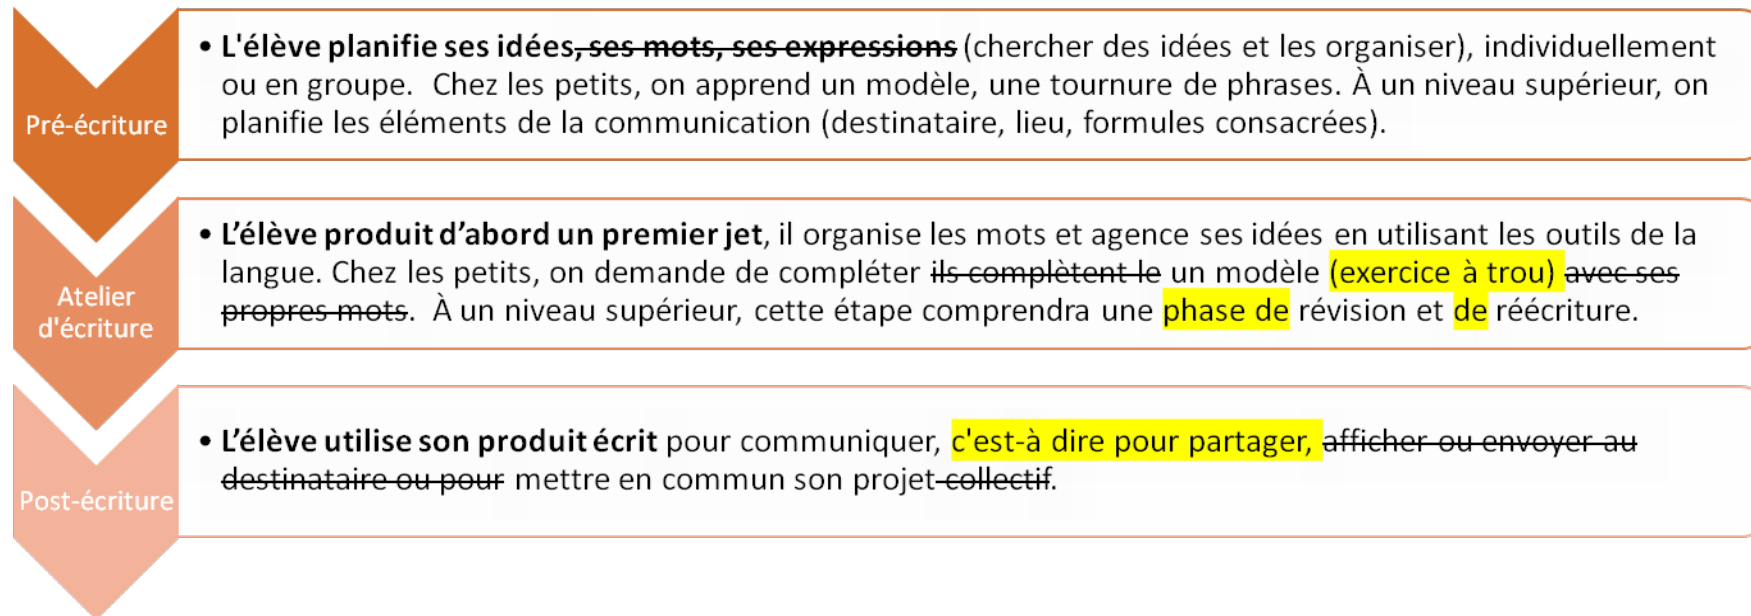 Pré-écriture
• L'élève planifie ses idées, ses mots, ses expressions (chercher des idées et les organiser), individuellement
ou en groupe.  Chez les petits, on apprend un modèle, une tournure de phrases. À un niveau supérieur, on
planifie les éléments de la communication (destinataire, lieu, formules consacrées).
Atelier
d'écriture
• L’élève produit d’abord un premier jet, il organise les mots et agence ses idées en utilisant les outils de la
langue. Chez les petits, on demande de compléter ils complètent le un modèle (exercice à trou) avec ses
propres mots.  À un niveau supérieur, cette étape comprendra une phase de révision et de réécriture.
Post-écriture
• L’élève utilise son produit écrit pour communiquer, c'est-à dire pour partager, afficher ou envoyer au
destinataire ou pour mettre en commun son projet collectif.